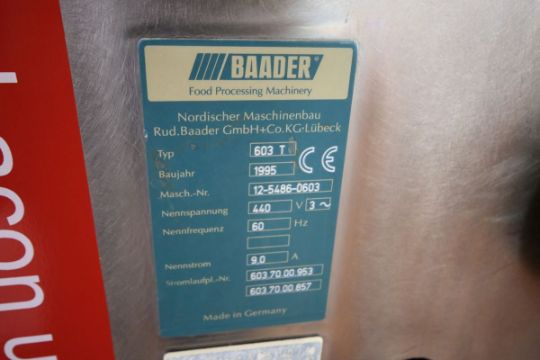 BAADER
Food Processing Machinery
Nordischer Maschinenbau
Rud.Baader GmbH+Co.KG·Lübeck
Typ 603 T CE
Baujahr 1995
Masch.-Nr. 12-5486-0603
Nennspannung 440 V 3 ~
Nennfrequenz 60 Hz
Nennstrom 9.0 A
Stromlaufpl.-Nr. 603.70.00.953
603.70.00.857
Made in Germany